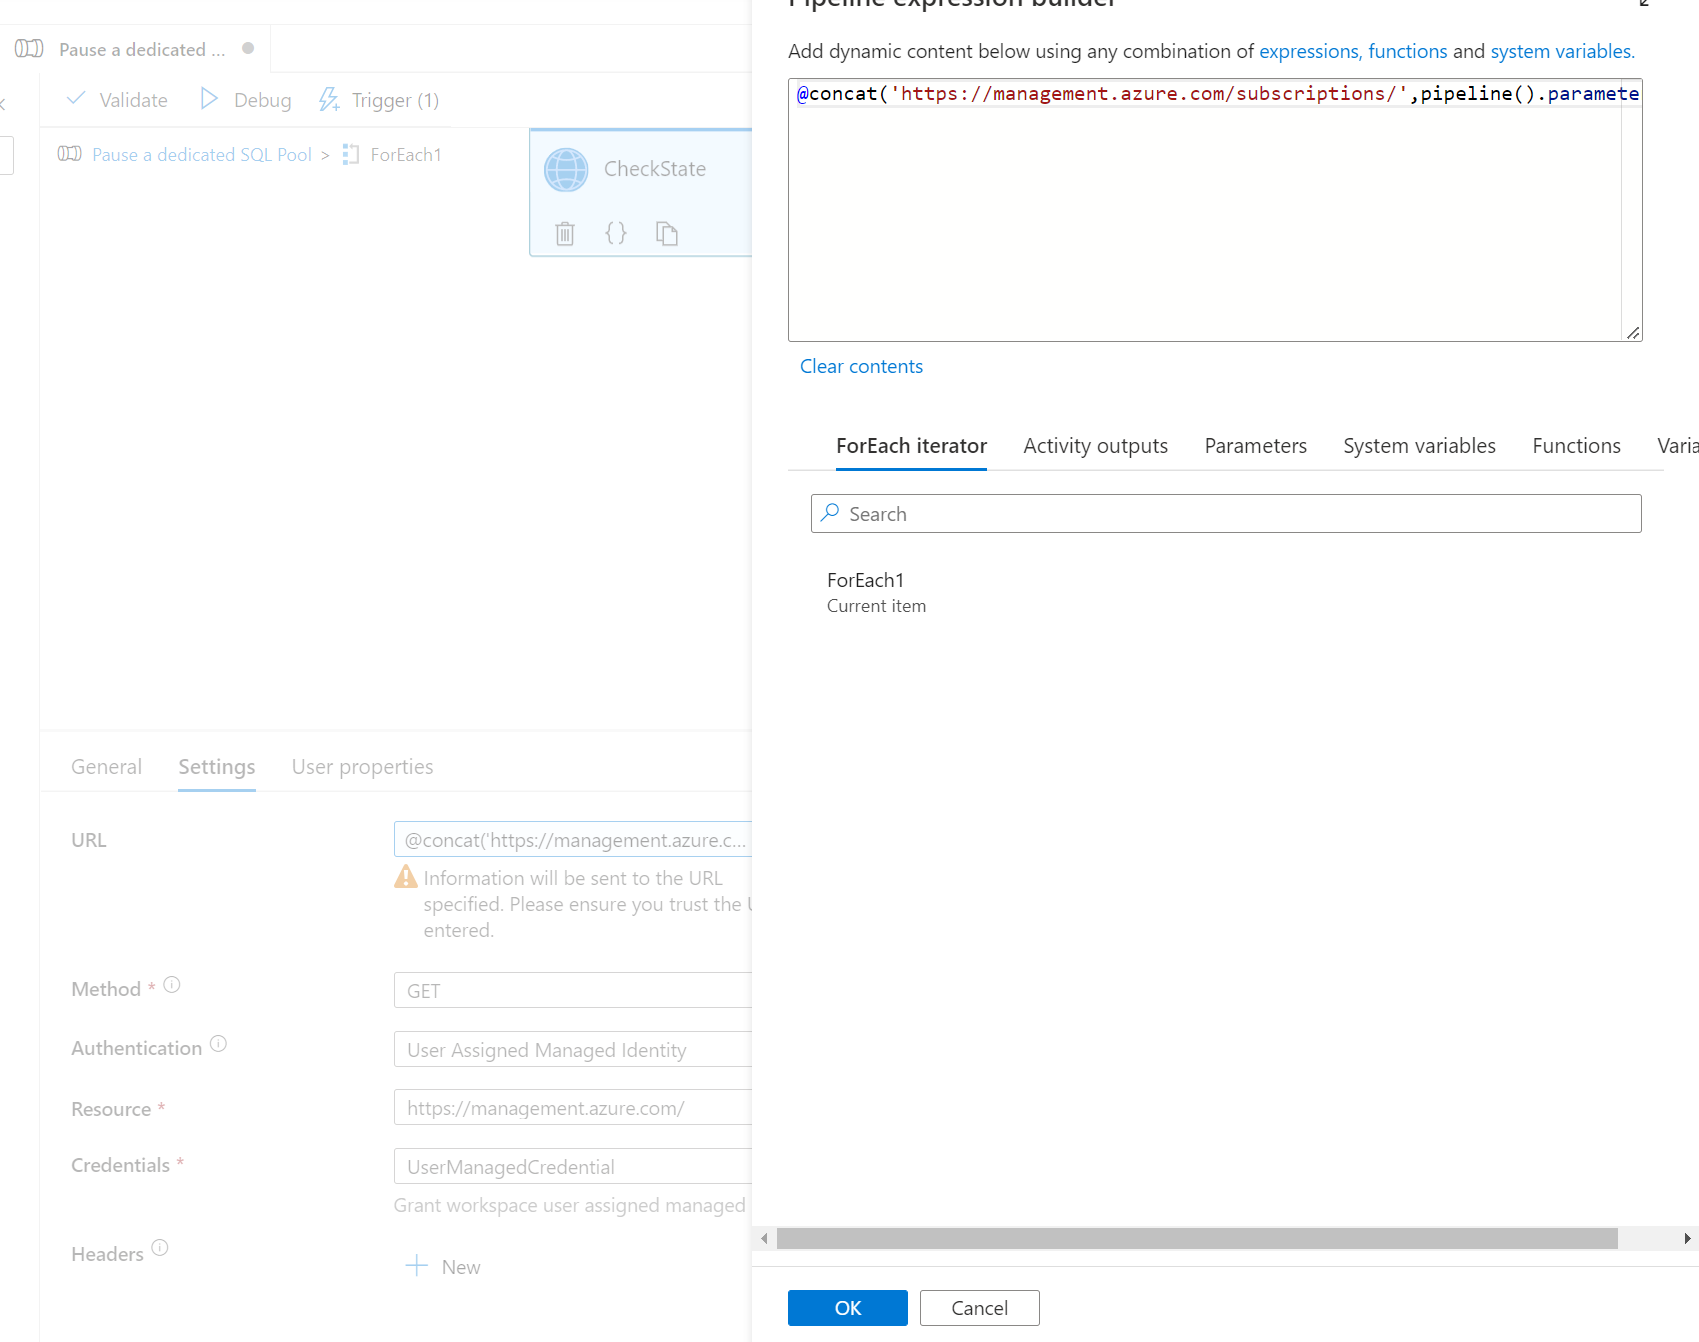 Pipeline expression builder
Pause a dedicated ...
Add dynamic content below using any combination of expressions, functions and system variables.
Validate
Debug
Trigger (1)
@concat('https://management.azure.com/subscriptions/',pipeline().paramete
Pause a dedicated SQL Pool > ForEach1
CheckState
Clear contents
ForEach iterator
Activity outputs
Parameters
System variables
Functions
Varia
Search
ForEach1
Current item
General
Settings
User properties
URL
@concat('https://management.azure.c...
Information will be sent to the URL
specified. Please ensure you trust the U
entered.
Method *
GET
Authentication
User Assigned Managed Identity
Resource *
https://management.azure.com/
Credentials *
UserManagedCredential
Grant workspace user assigned managed
Headers
New
OK
Cancel